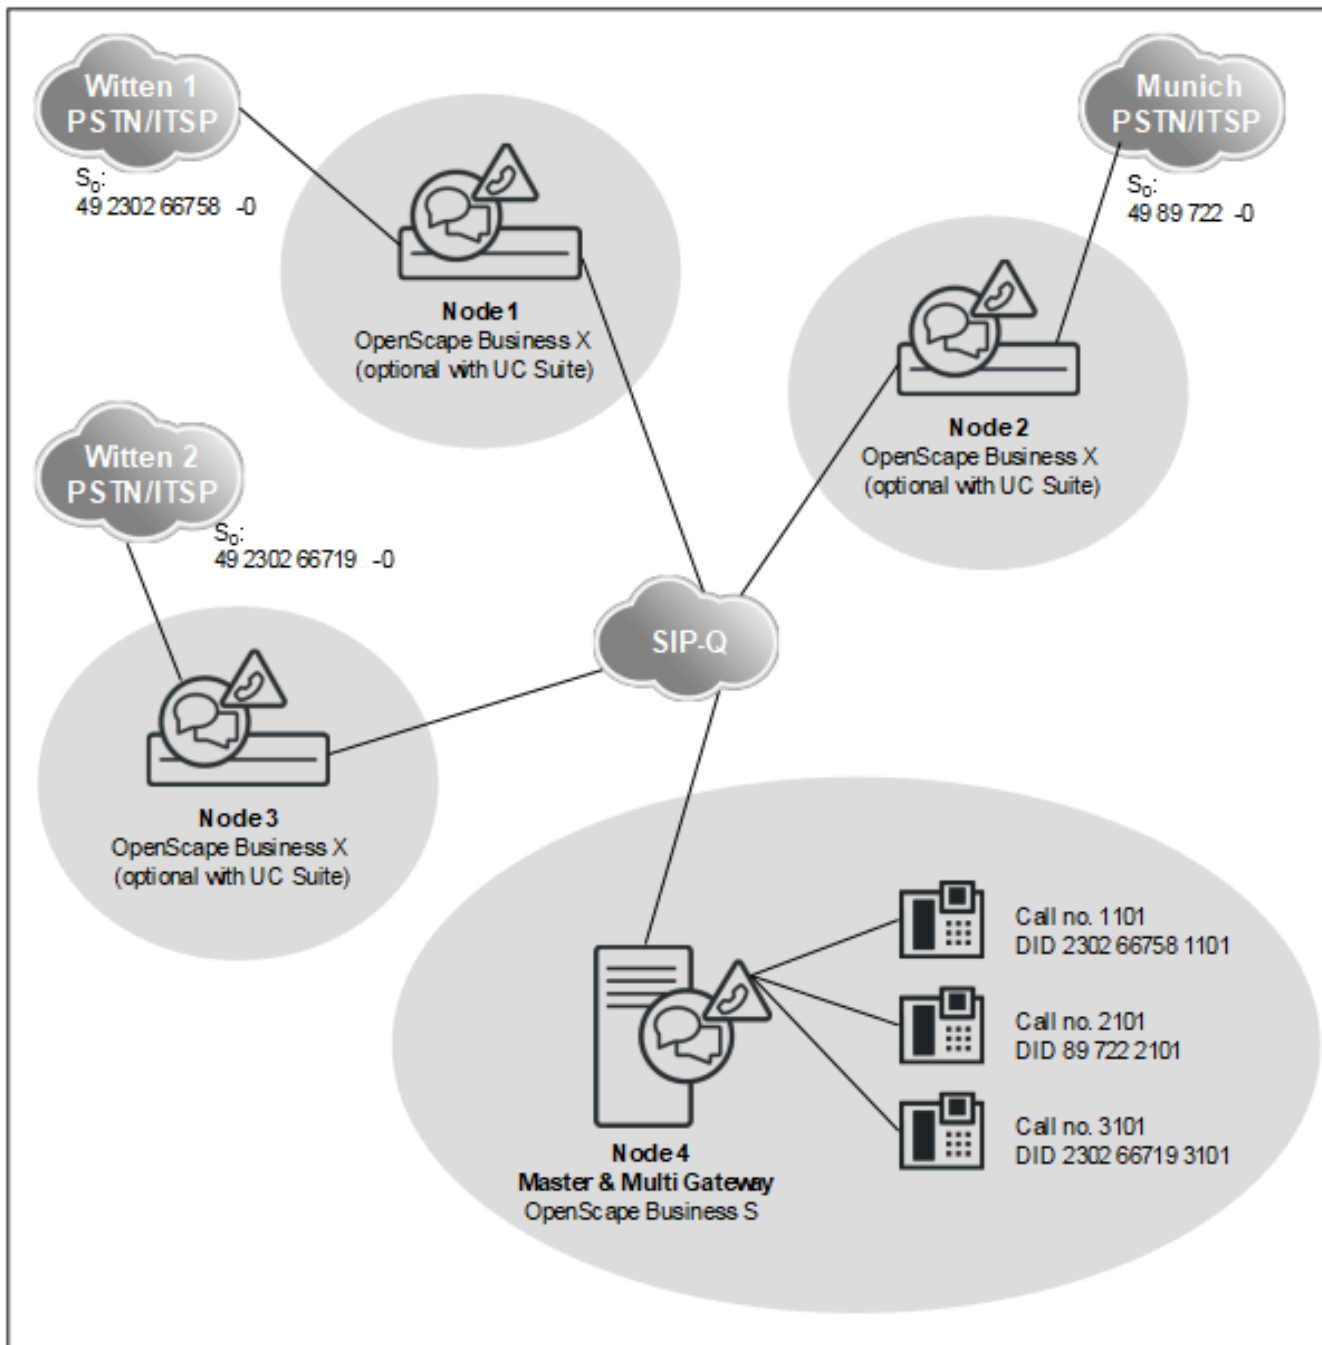 Witten 1
PSTN/ITSP
S₀:
49 2302 66758 -0
Munich
PSTN/ITSP
S₀:
49 89 722 -0
Node 1
OpenScape Business X
(optional with UC Suite)
Node 2
OpenScape Business X
(optional with UC Suite)
Witten 2
PSTN/ITSP
S₀:
49 2302 66719 -0
SIP-Q
Node 3
OpenScape Business X
(optional with UC Suite)
Call no. 1101
DID 2302 66758 1101
Call no. 2101
DID 89 722 2101
Call no. 3101
DID 2302 66719 3101
Node 4
Master & Multi Gateway
OpenScape Business S